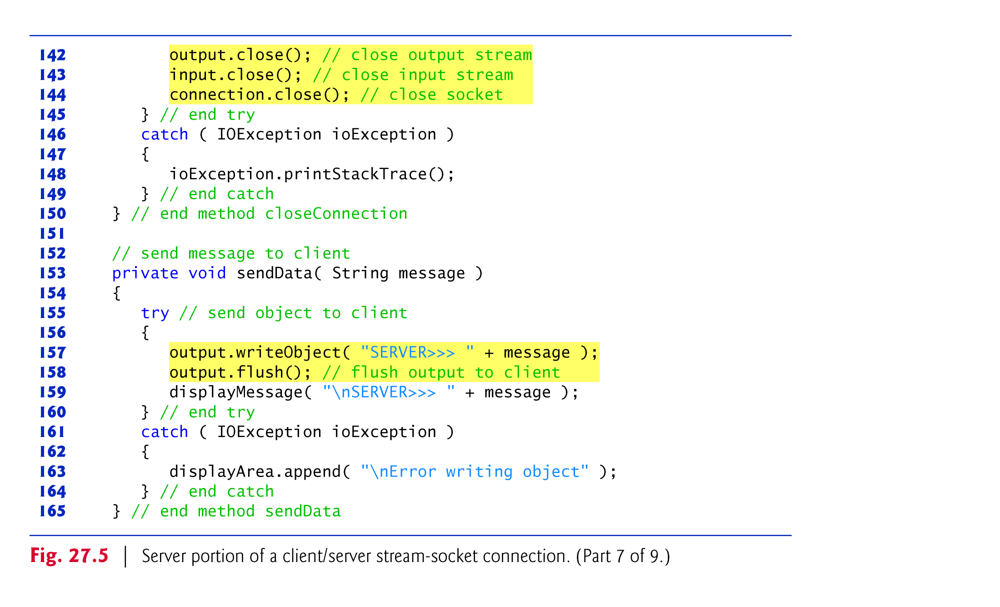 142 output.close(); // close output stream
143 input.close(); // close input stream
144 connection.close(); // close socket
145 } // end try
146 catch ( IOException ioException )
147 {
148 ioException.printStackTrace();
149 } // end catch
150 } // end method closeConnection
151
152 // send message to client
153 private void sendData( String message )
154 {
155 try // send object to client
156 {
157 output.writeObject( "SERVER>>> " + message );
158 output.flush(); // flush output to client
159 displayMessage( "\nSERVER>>> " + message );
160 } // end try
161 catch ( IOException ioException )
162 {
163 displayArea.append( "\nError writing object" );
164 } // end catch
165 } // end method sendData
Fig. 27.5 | Server portion of a client/server stream-socket connection. (Part 7 of 9.)